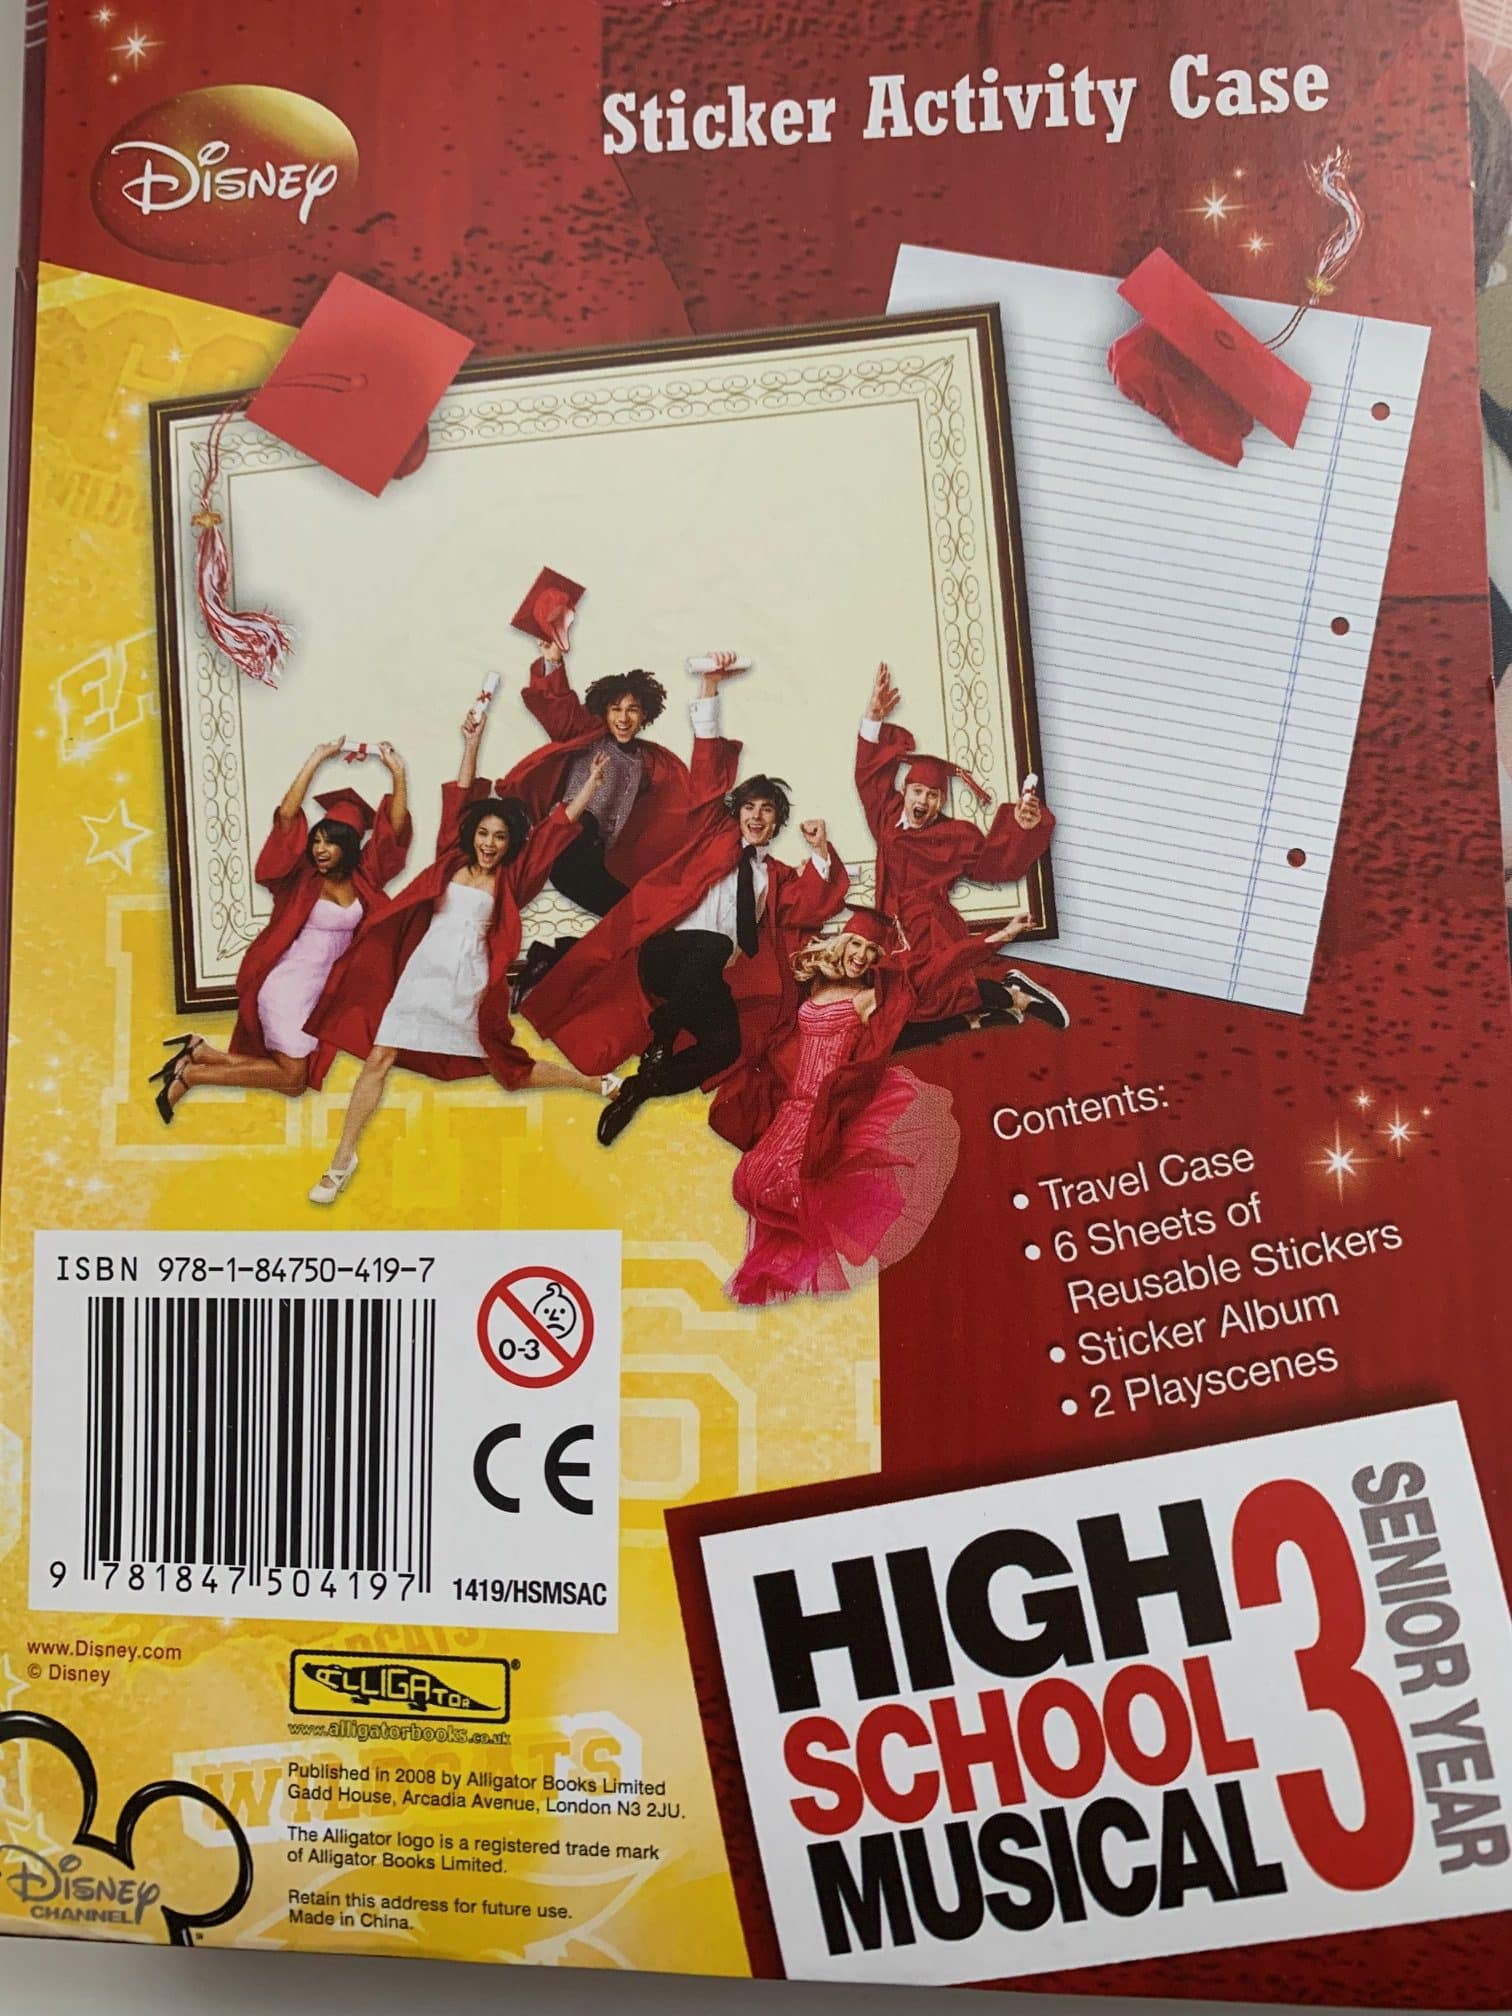 Disney
Sticker Activity Case
Contents:
• Travel Case
• 6 Sheets of
Reusable Stickers
• Sticker Album
• 2 Playscenes
ISBN 978-1-84750-419-7
0-3
CE
9 781847 504197
1419/HSMSAC
www.Disney.com
© Disney
ALLIGATOR®
www.alligatorbooks.co.uk
WILDCATS
Published in 2008 by Alligator Books Limited
Gadd House, Arcadia Avenue, London N3 2JU.
The Alligator logo is a registered trade mark
of Alligator Books Limited.
Retain this address for future use.
Made in China.
Disney
CHANNEL
HIGH
SCHOOL
MUSICAL
3
SENIOR YEAR